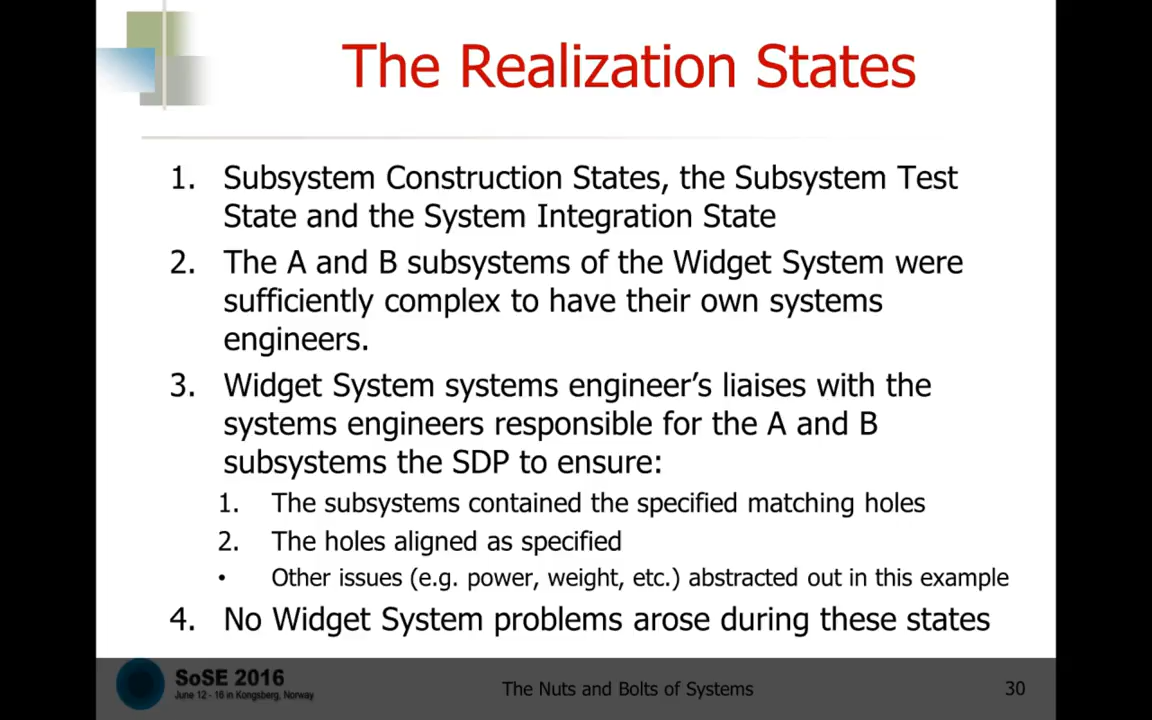 The Realization States
1. Subsystem Construction States, the Subsystem Test
State and the System Integration State
2. The A and B subsystems of the Widget System were
sufficiently complex to have their own systems
engineers.
3. Widget System systems engineer’s liaises with the
systems engineers responsible for the A and B
subsystems the SDP to ensure:
1. The subsystems contained the specified matching holes
2. The holes aligned as specified
• Other issues (e.g. power, weight, etc.) abstracted out in this example
4. No Widget System problems arose during these states
SoSE 2016
June 12 - 16 in Kongsberg, Norway
The Nuts and Bolts of Systems
30